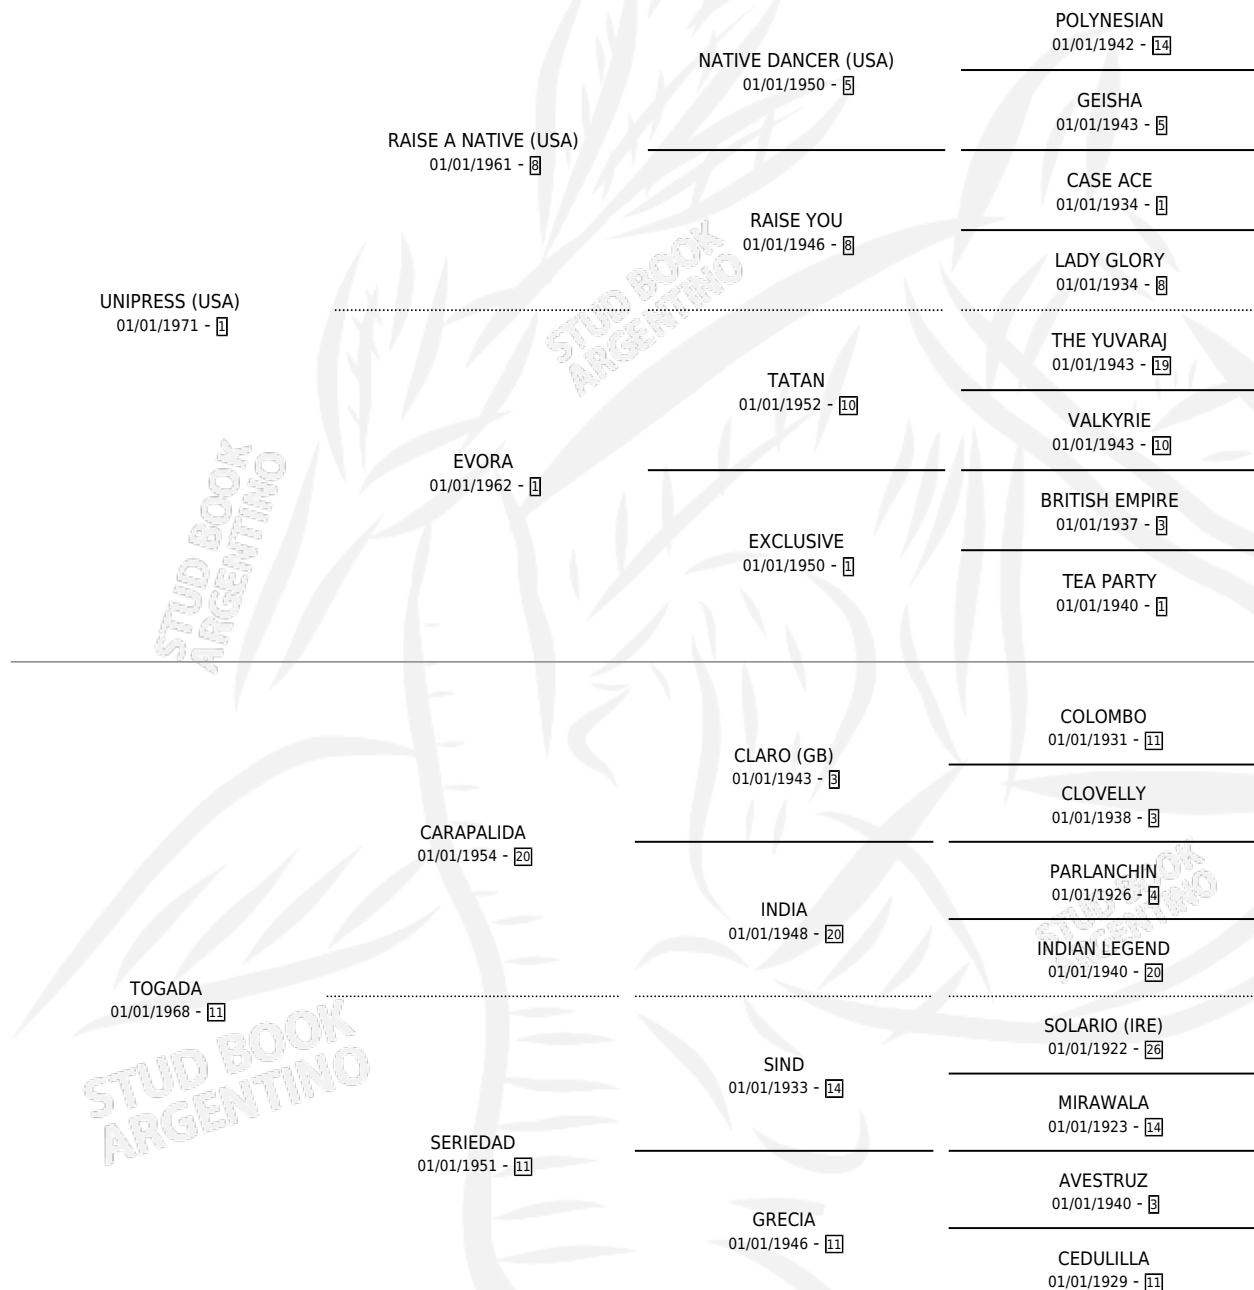 POLYNESIAN
01/01/1942 - 14
NATIVE DANCER (USA)
01/01/1950 - 5
GEISHA
01/01/1943 - 5
RAISE A NATIVE (USA)
01/01/1961 - 8
CASE ACE
01/01/1934 - 1
RAISE YOU
01/01/1946 - 8
LADY GLORY
01/01/1934 - 8
UNIPRESS (USA)
01/01/1971 - 1
THE YUVARAJ
01/01/1943 - 19
TATAN
01/01/1952 - 10
VALKYRIE
01/01/1943 - 10
EVORA
01/01/1962 - 1
BRITISH EMPIRE
01/01/1937 - 3
EXCLUSIVE
01/01/1950 - 1
TEA PARTY
01/01/1940 - 1
COLOMBO
01/01/1931 - 11
CLARO (GB)
01/01/1943 - 3
CLOVELLY
01/01/1938 - 3
CARAPALIDA
01/01/1954 - 20
PARLANCHIN
01/01/1926 - 4
INDIA
01/01/1948 - 20
INDIAN LEGEND
01/01/1940 - 20
TOGADA
01/01/1968 - 11
SOLARIO (IRE)
01/01/1922 - 26
SIND
01/01/1933 - 14
MIRAWALA
01/01/1923 - 14
SERIEDAD
01/01/1951 - 11
AVESTRUZ
01/01/1940 - 3
GRECIA
01/01/1946 - 11
CEDULILLA
01/01/1929 - 11
STUD BOOK
ARGENTINO
STUD BOOK
ARGENTINO
STUD BOOK
ARGENTINO
STUD BOOK
ARGENTINO